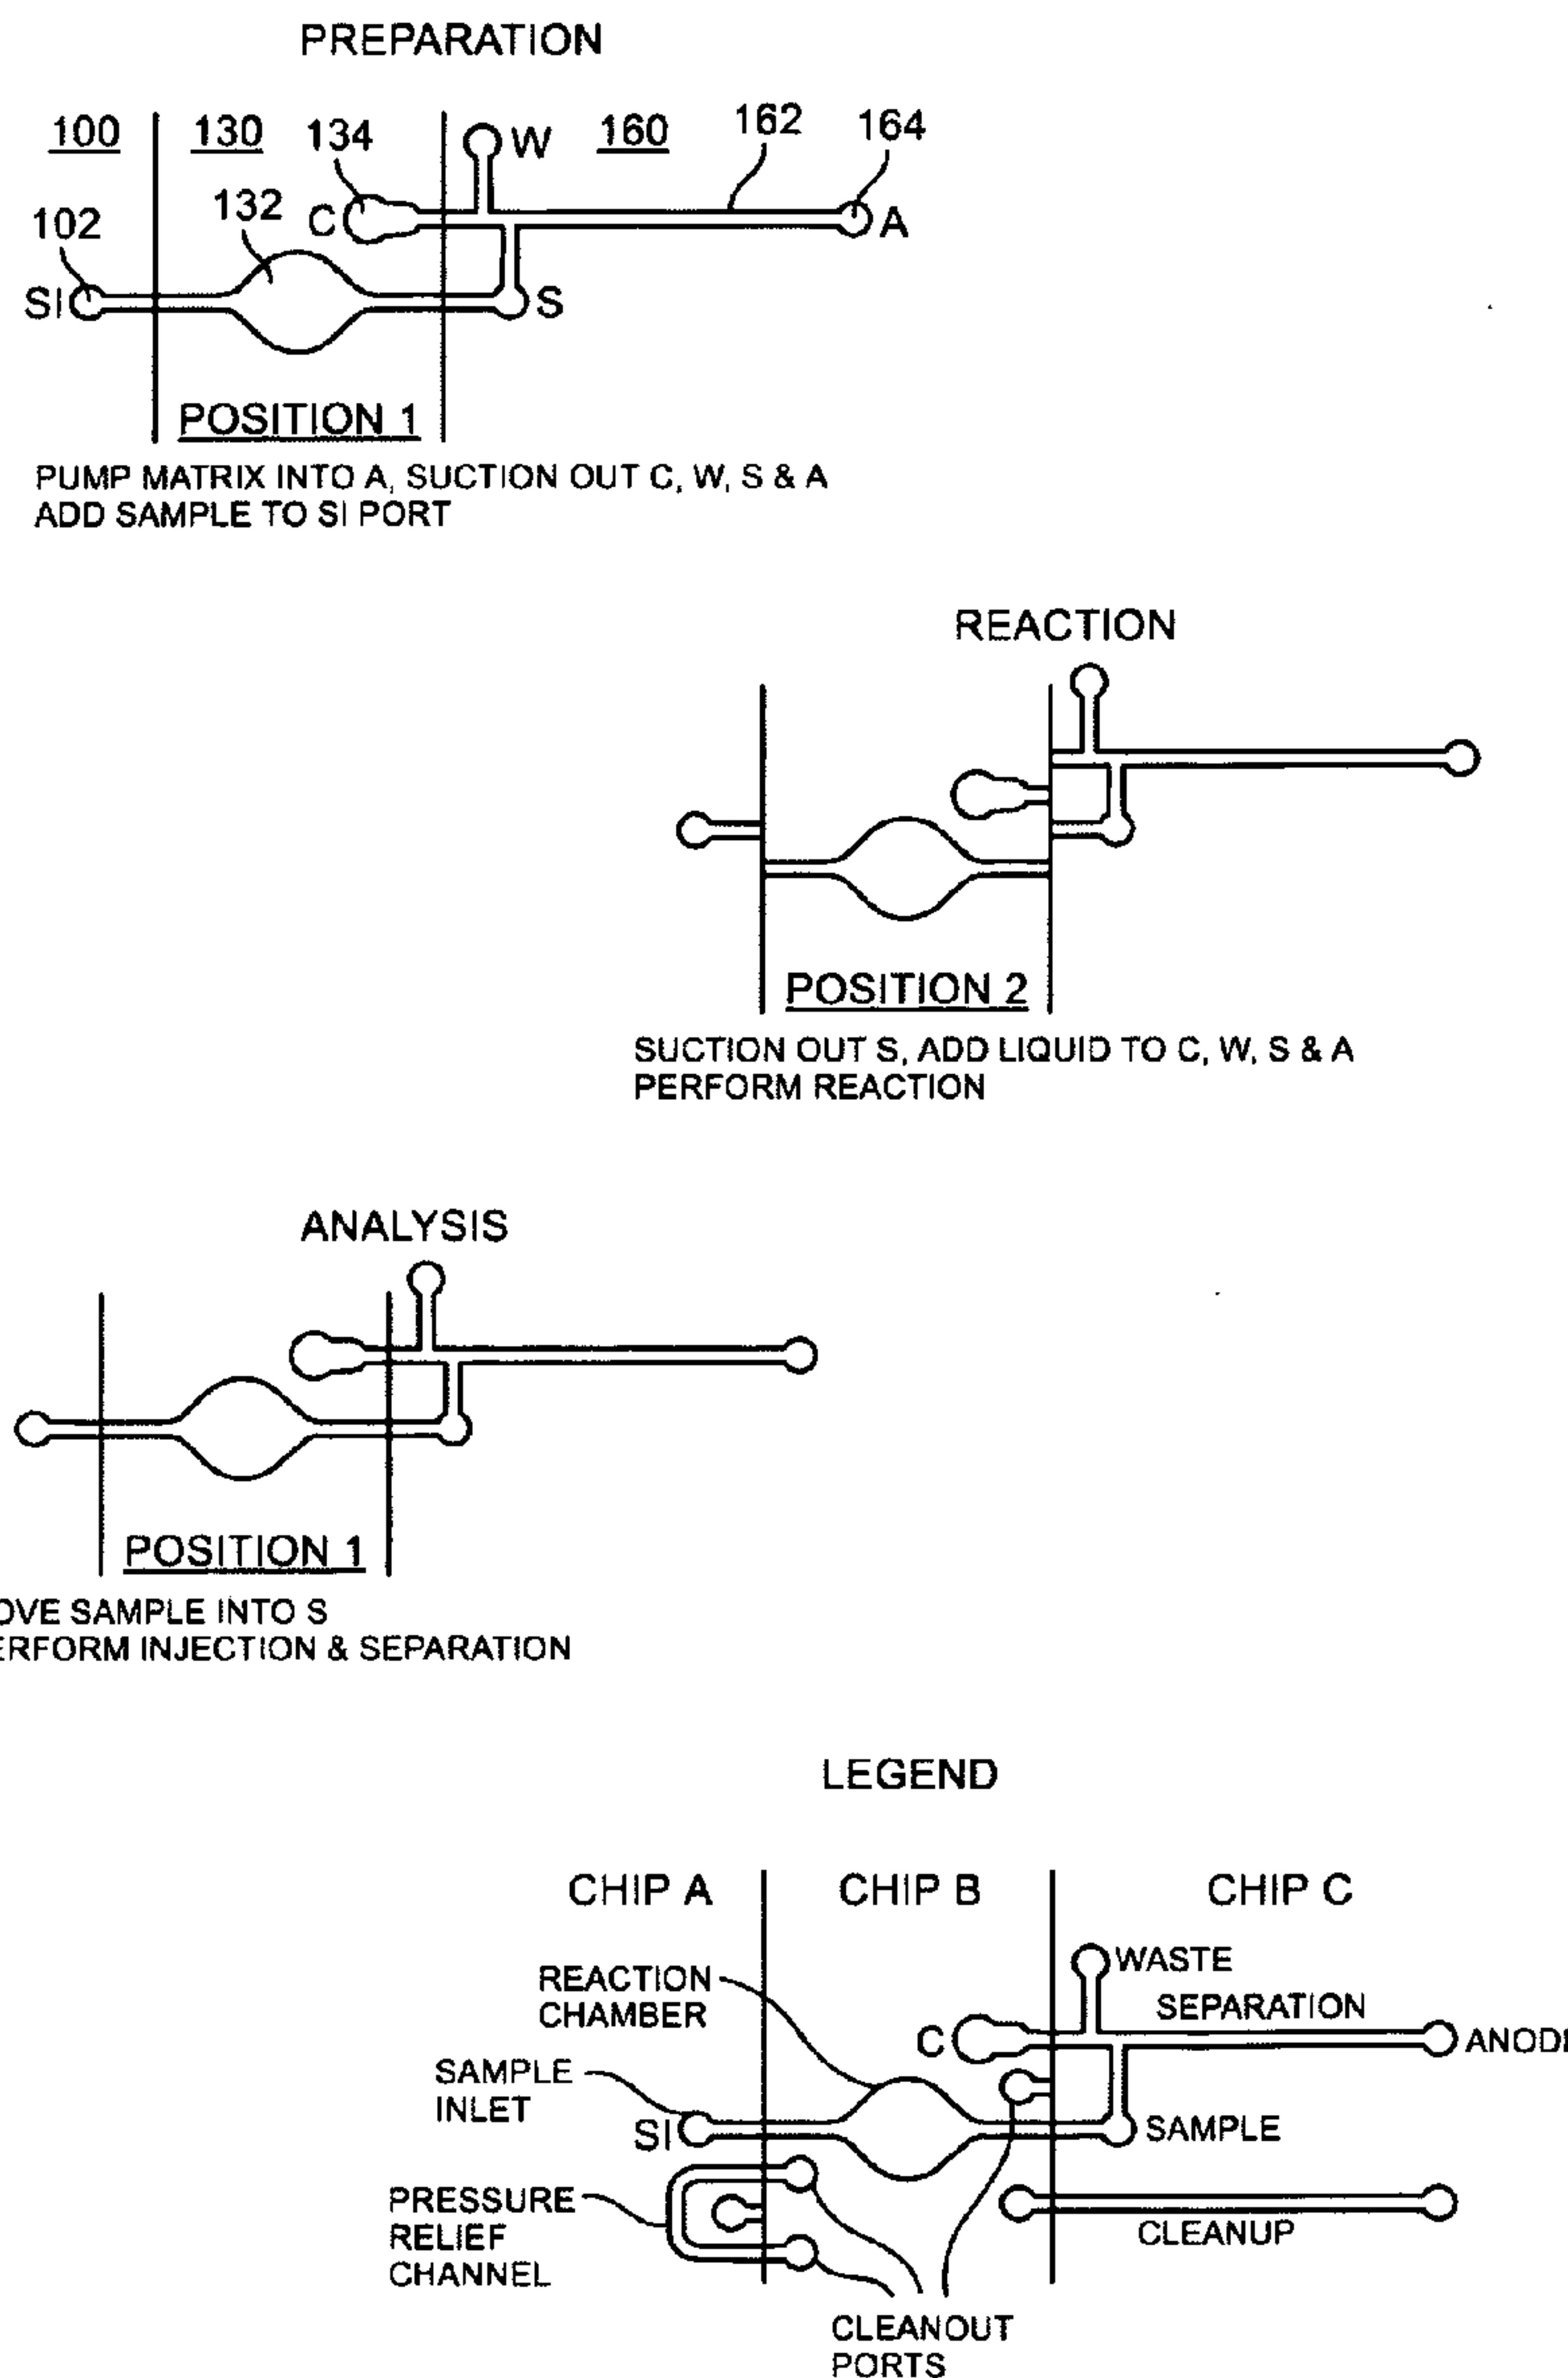 PREPARATION
100 130 134 W 160 162 164
102 132 C A
SI S
POSITION 1
PUMP MATRIX INTO A, SUCTION OUT C, W, S & A
ADD SAMPLE TO SI PORT
REACTION
POSITION 2
SUCTION OUT S, ADD LIQUID TO C, W, S & A
PERFORM REACTION
ANALYSIS
POSITION 1
OVE SAMPLE INTO S
ERFORM INJECTION & SEPARATION
LEGEND
CHIP A CHIP B CHIP C
REACTION
CHAMBER
WASTE
SEPARATION
C
ANOD
SAMPLE
INLET
SI
SAMPLE
PRESSURE
RELIEF
CHANNEL
CLEANUP
CLEANOUT
PORTS